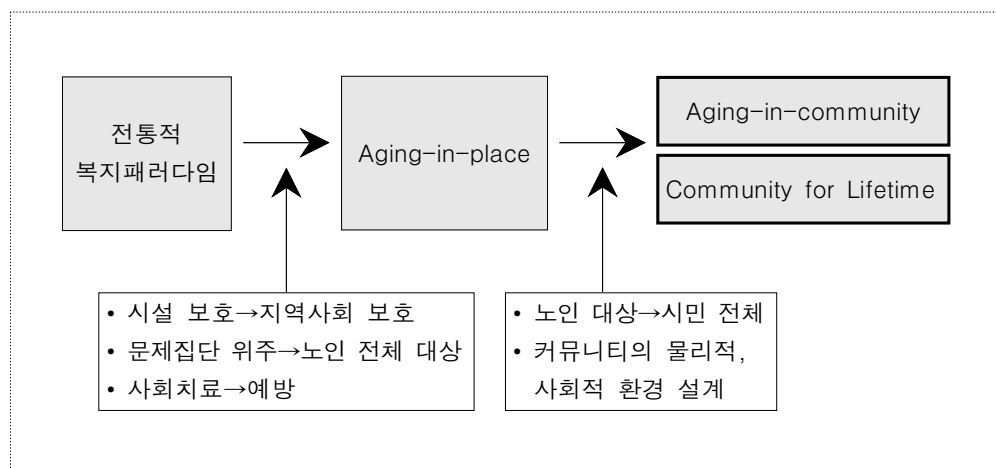 전통적
복지패러다임
Aging-in-place
Aging-in-community
Community for Lifetime
• 시설 보호→지역사회 보호
• 문제집단 위주→노인 전체 대상
• 사회치료→예방
• 노인 대상→시민 전체
• 커뮤니티의 물리적,
사회적 환경 설계